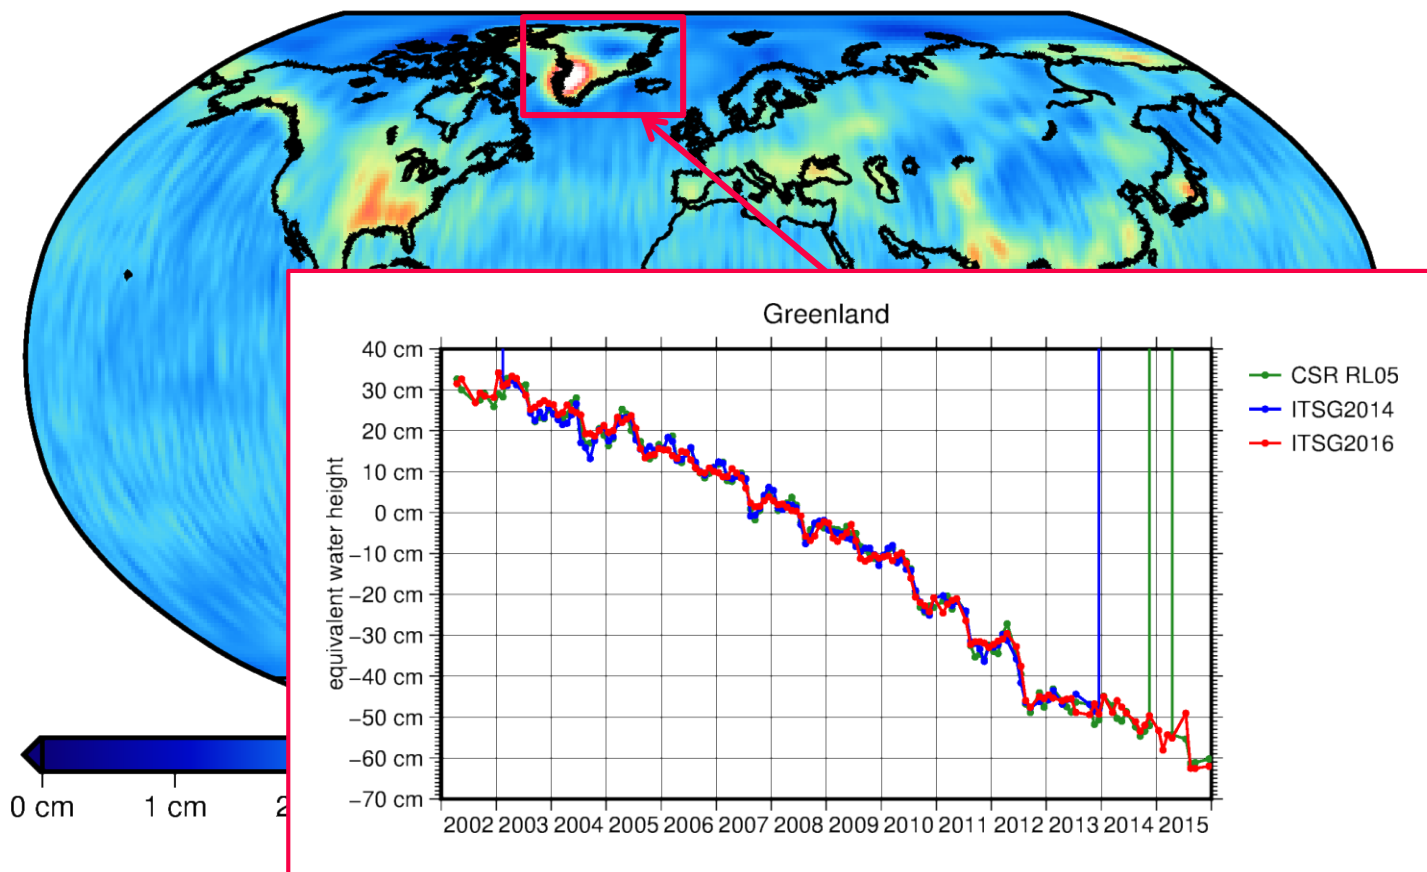 Greenland
40 cm
30 cm
20 cm
10 cm
0 cm
−10 cm
−20 cm
−30 cm
−40 cm
−50 cm
−60 cm
−70 cm
equivalent water height
2002 2003 2004 2005 2006 2007 2008 2009 2010 2011 2012 2013 2014 2015
CSR RL05
ITSG2014
ITSG2016
0 cm 1 cm 2